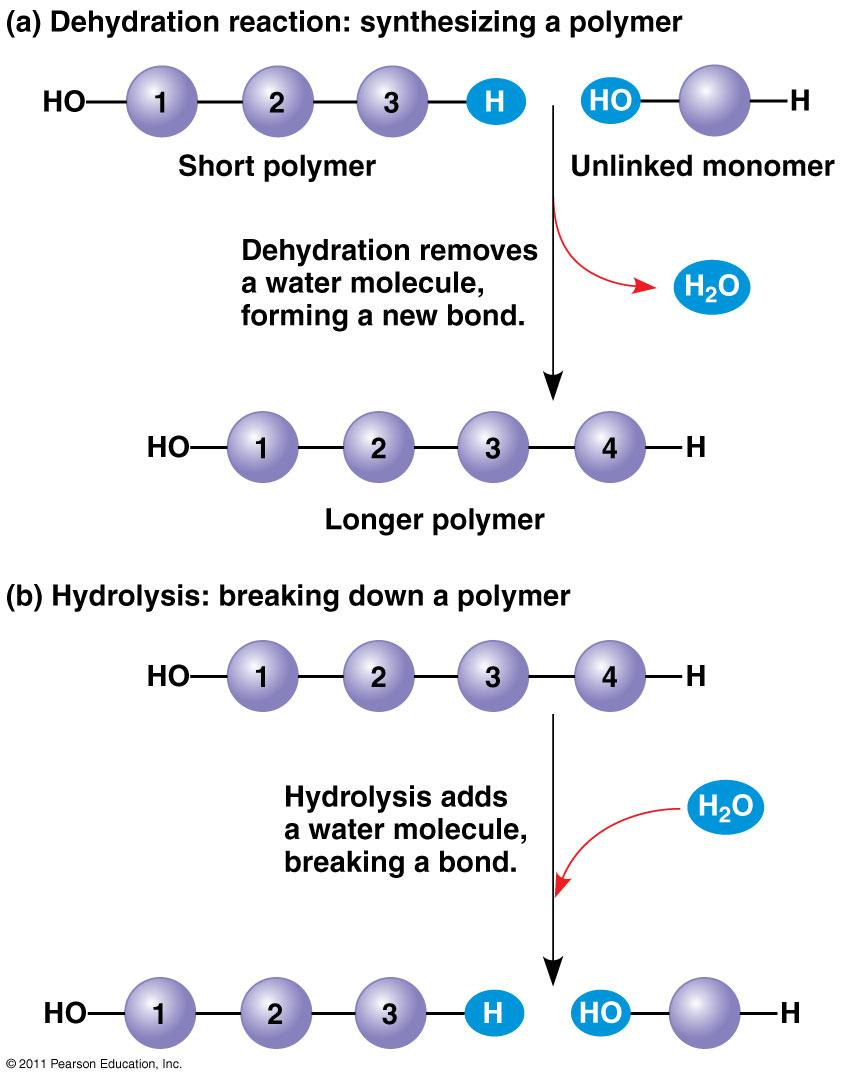 (a) Dehydration reaction: synthesizing a polymer
HO 1 2 3 H HO H
Short polymer Unlinked monomer
Dehydration removes
a water molecule,
forming a new bond.
H₂O
HO 1 2 3 4 H
Longer polymer
(b) Hydrolysis: breaking down a polymer
HO 1 2 3 4 H
Hydrolysis adds
a water molecule,
breaking a bond.
H₂O
HO 1 2 3 H HO H
© 2011 Pearson Education, Inc.